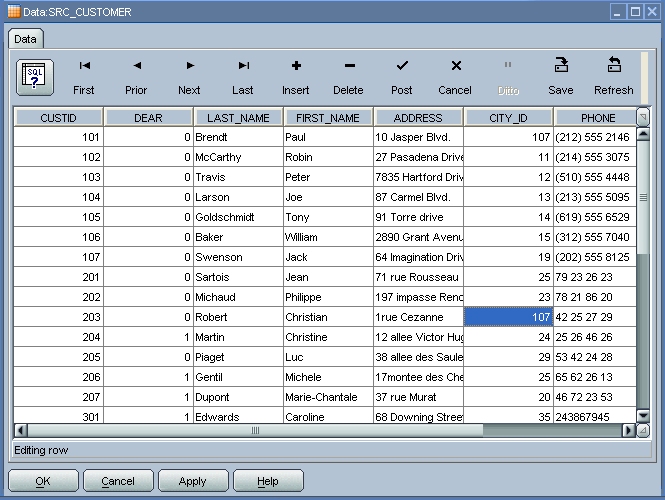 Data:SRC_CUSTOMER
Data
SQL ? First Prior Next Last Insert Delete Post Cancel Ditto Save Refresh
CUSTID DEAR LAST_NAME FIRST_NAME ADDRESS CITY_ID PHONE
101 0 Brendt Paul 10 Jasper Blvd. 107 (212) 555 2146
102 0 McCarthy Robin 27 Pasadena Drive 11 (214) 555 3075
103 0 Travis Peter 7835 Hartford Driv 12 (510) 555 4448
104 0 Larson Joe 87 Carmel Blvd. 13 (213) 555 5095
105 0 Goldschmidt Tony 91 Torre drive 14 (619) 555 6529
106 0 Baker William 2890 Grant Avenu 15 (312) 555 7040
107 0 Swenson Jack 64 Imagination Driv 19 (202) 555 8125
201 0 Sartois Jean 71 rue Rousseau 25 79 23 26 23
202 0 Michaud Philippe 197 impasse Reno 23 78 21 86 20
203 0 Robert Christian 1rue Cezanne 107 42 25 27 29
204 1 Martin Christine 12 allee Victor Hug 24 25 26 46 26
205 0 Piaget Luc 38 allee des Saule 29 53 42 24 28
206 1 Gentil Michele 17montee des Che 25 65 62 26 13
207 1 Dupont Marie-Chantale 37 rue Murat 20 46 72 23 53
301 1 Edwards Caroline 68 Downing Street 35 243867945
Editing row
OK Cancel Apply Help